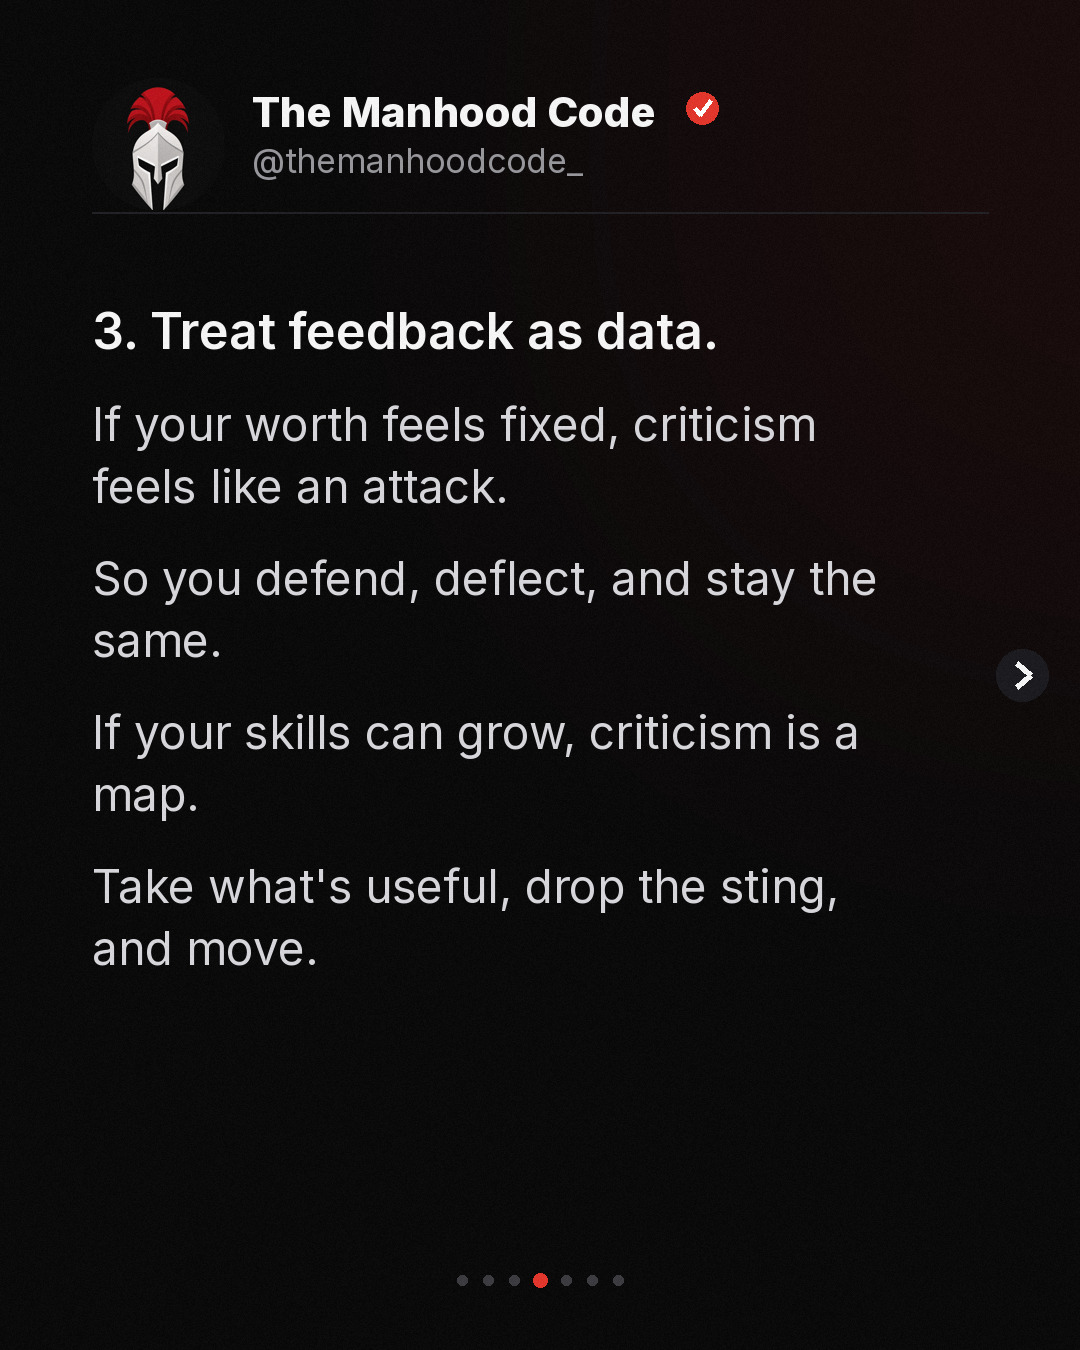 The Manhood Code
@themanhoodcode_
3. Treat feedback as data.
If your worth feels fixed, criticism
feels like an attack.
So you defend, deflect, and stay the
same.
If your skills can grow, criticism is a
map.
Take what's useful, drop the sting,
and move.